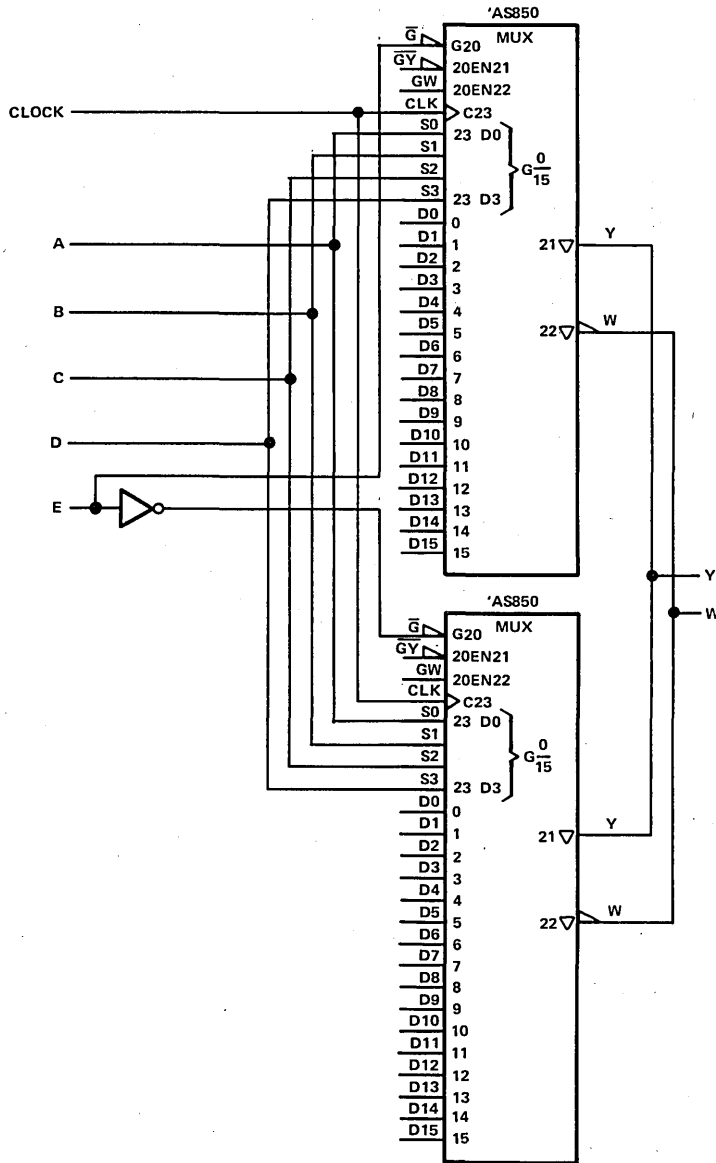 'AS850
MUX
G̅ G20
G̅Y̅ 20EN21
GW 20EN22
CLOCK CLK C23
S0 23 D0
S1
S2
S3 23 D3
G 0/15
D0 0
A D1 1 21▽ Y
D2 2
D3 3
B D4 4
D5 5 22▽ W
D6 6
C D7 7
D8 8
D9 9
D D10 10
D11 11
D12 12
E D13 13
D14 14
D15 15
Y
'AS850
W
MUX
G̅ G20
G̅Y̅ 20EN21
GW 20EN22
CLK C23
S0 23 D0
S1
S2
S3 23 D3
G 0/15
D0 0
D1 1 21▽ Y
D2 2
D3 3
D4 4
D5 5 22▽ W
D6 6
D7 7
D8 8
D9 9
D10 10
D11 11
D12 12
D13 13
D14 14
D15 15